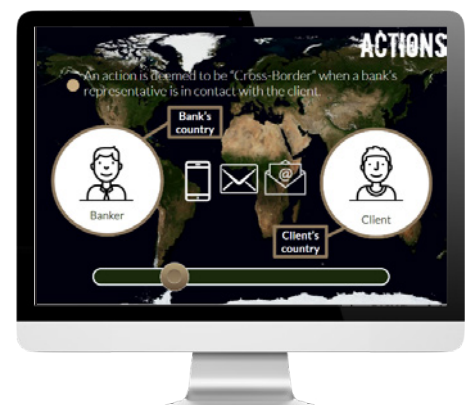 ACTIONS
An action is deemed to be "Cross-Border" when a bank's
representative is in contact with the client.
Bank's
country
Banker
@
Client
Client's
country